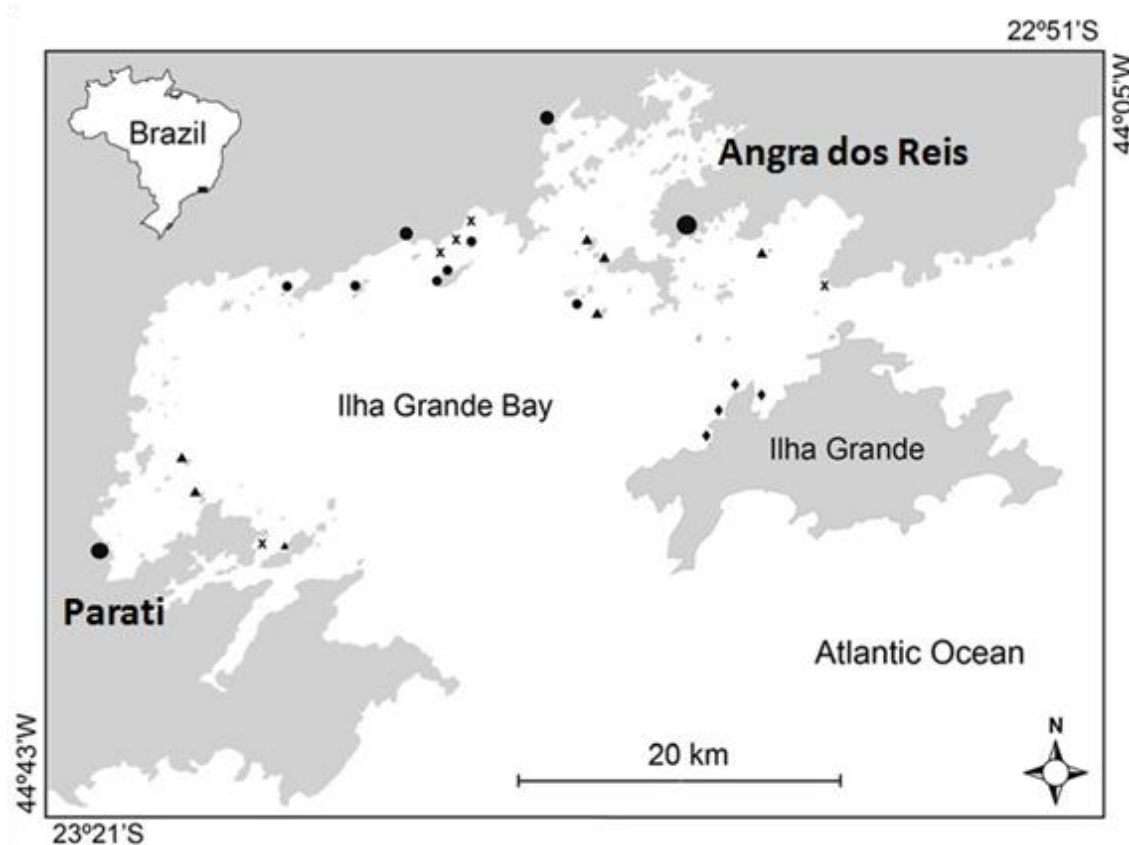 22º51'S
44º05'W
Brazil
Angra dos Reis
Ilha Grande Bay
Ilha Grande
Parati
Atlantic Ocean
20 km
N
44º43'W
23º21'S